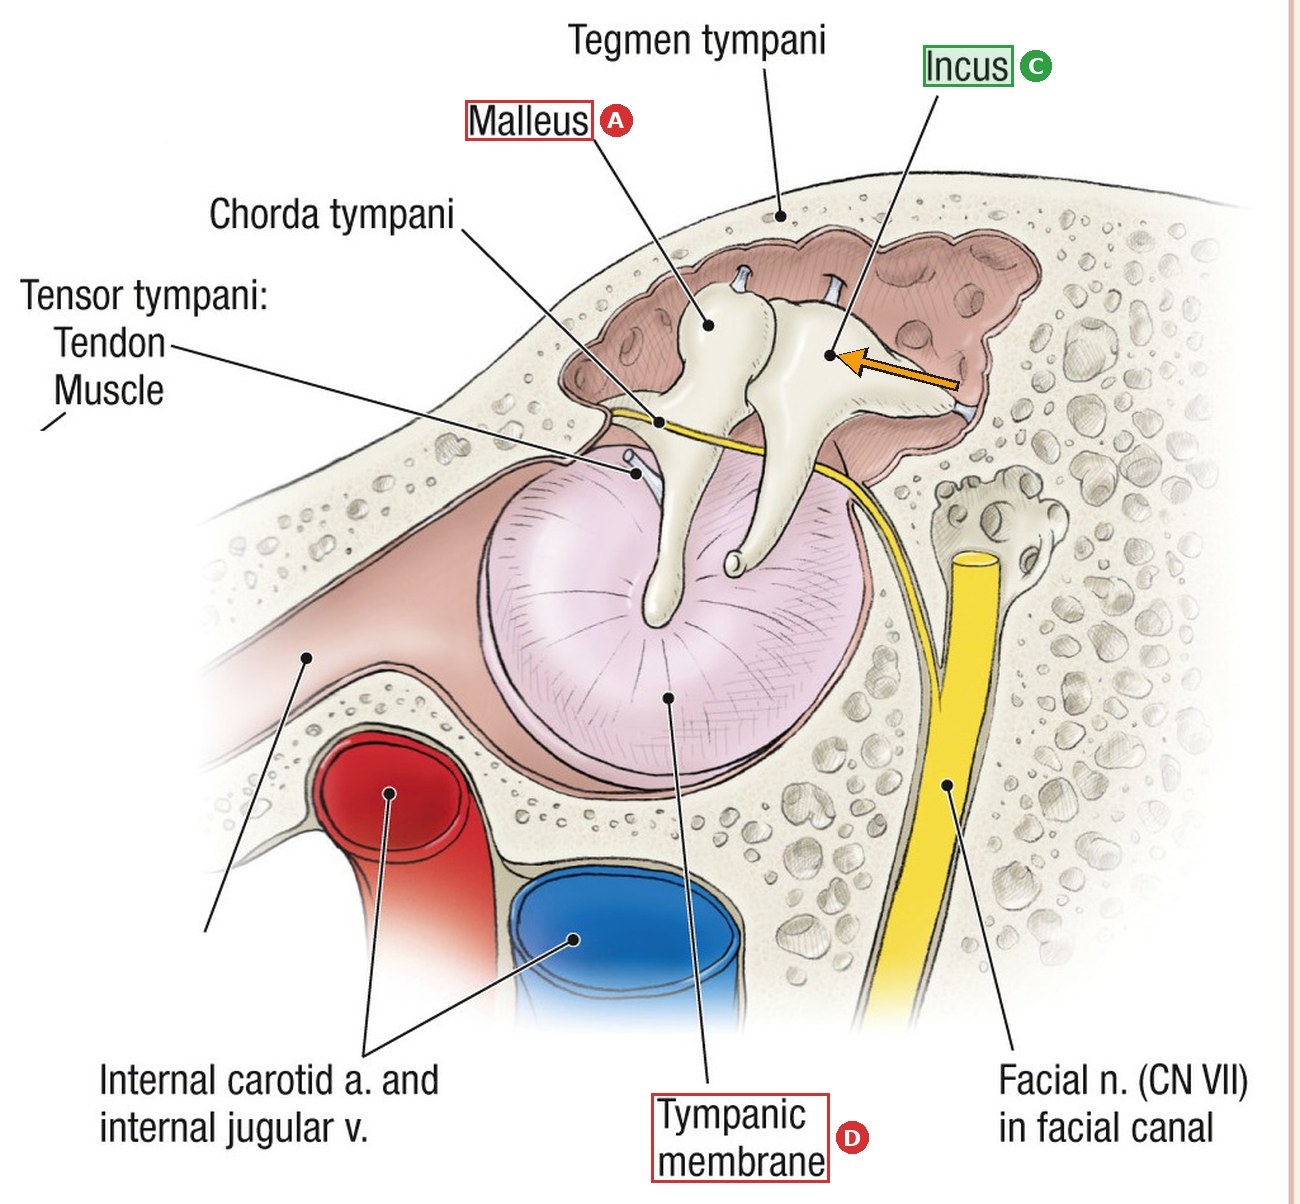 Tegmen tympani
Incus C
Malleus A
Chorda tympani
Tensor tympani:
Tendon
Muscle
Internal carotid a. and
internal jugular v.
Tympanic
membrane D
Facial n. (CN VII)
in facial canal